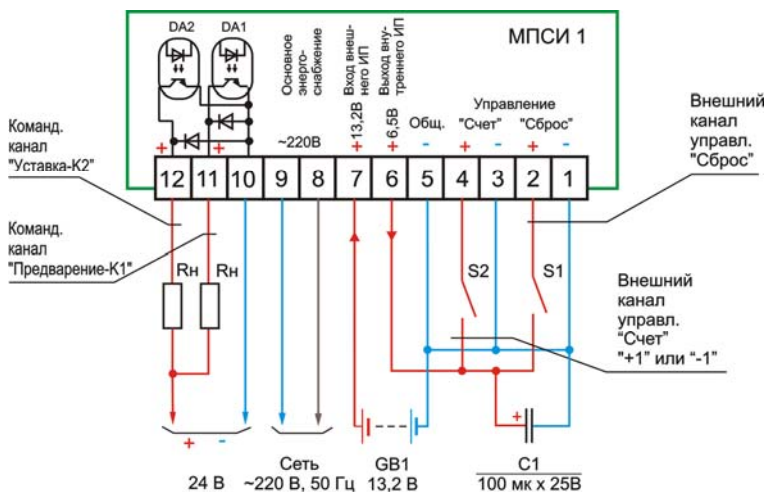 DA2
DA1
МПСИ 1
Основное
энерго-
снабжение
~220В
Вход внеш-
него ИП
+13,2В
Выход вну-
треннего ИП
+ 6,5В
Общ.
-
Управление
"Счет"
"Сброс"
+
+
+
-
+
-
12
11
10
9
8
7
6
5
4
3
2
1
Команд.
канал
"Уставка-К2"
Команд.
канал
"Предварение-К1"
Внешний
канал
управл.
"Сброс"
Rн
Rн
S2
S1
Внешний
канал
управл.
"Счет"
"+1" или "-1"
+
-
+
24 В
Сеть
~220 В, 50 Гц
GB1
13,2 В
C1
100 мк х 25В